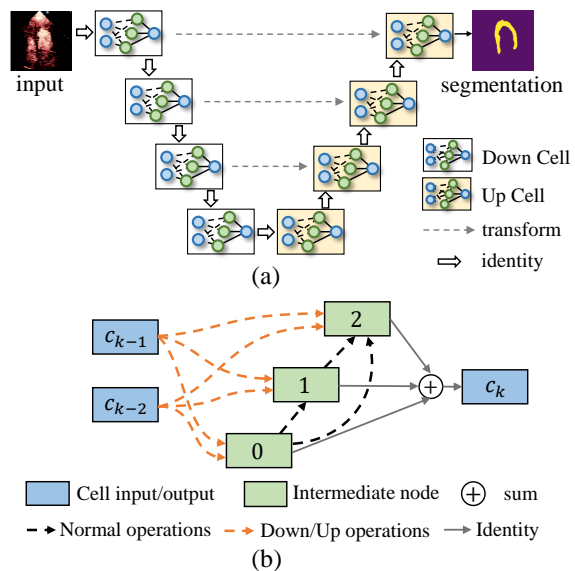 input
segmentation
Down Cell
Up Cell
transform
identity
(a)
2
c_{k-1}
1
c_{k-2}
c_k
0
Cell input/output
Intermediate node
sum
Normal operations
Down/Up operations
Identity
(b)